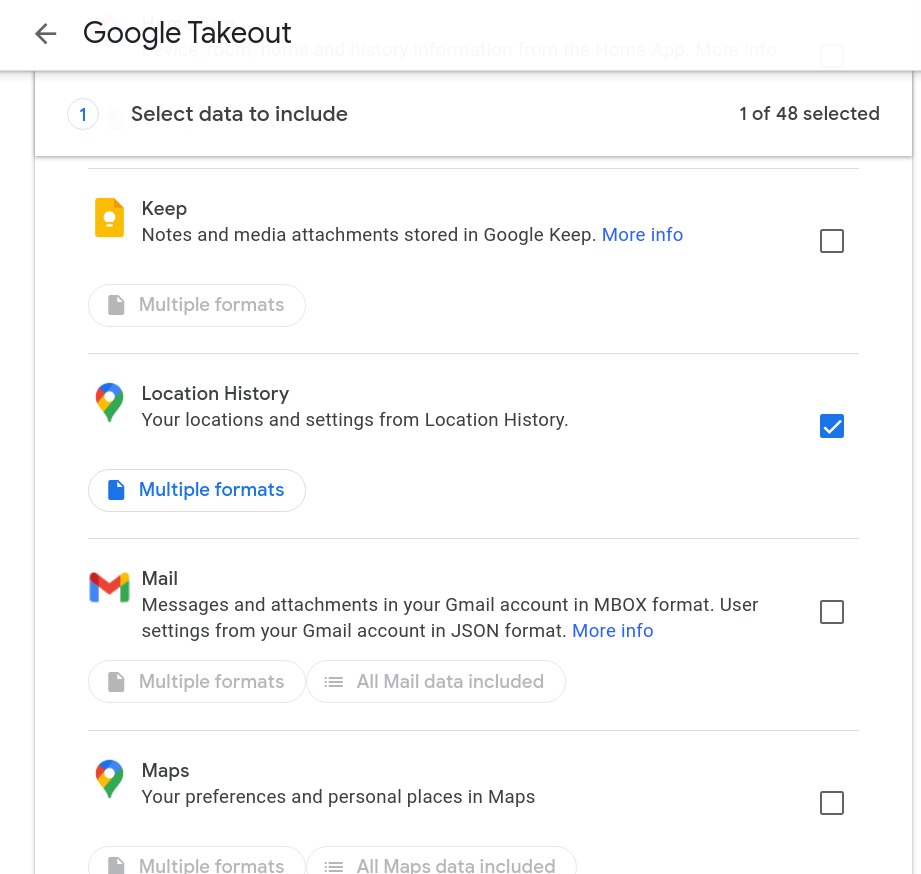 Google Takeout
vice, room, home and history information from the Home App. More info
1 Select data to include 1 of 48 selected
Keep
Notes and media attachments stored in Google Keep. More info
Multiple formats
Location History
Your locations and settings from Location History.
Multiple formats
Mail
Messages and attachments in your Gmail account in MBOX format. User
settings from your Gmail account in JSON format. More info
Multiple formats All Mail data included
Maps
Your preferences and personal places in Maps
Multiple formats All Maps data included